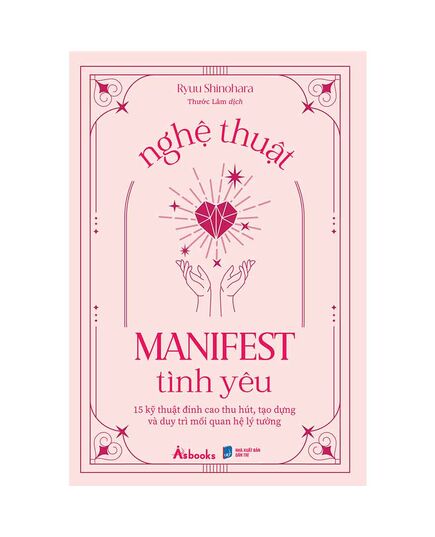 Ryuu Shinohara
Thước Lâm dịch
nghệ thuật
MANIFEST
tình yêu
15 kỹ thuật đỉnh cao thu hút, tạo dựng
và duy trì mối quan hệ lý tưởng
Asbooks
NHÀ XUẤT BẢN
DÂN TRÍ